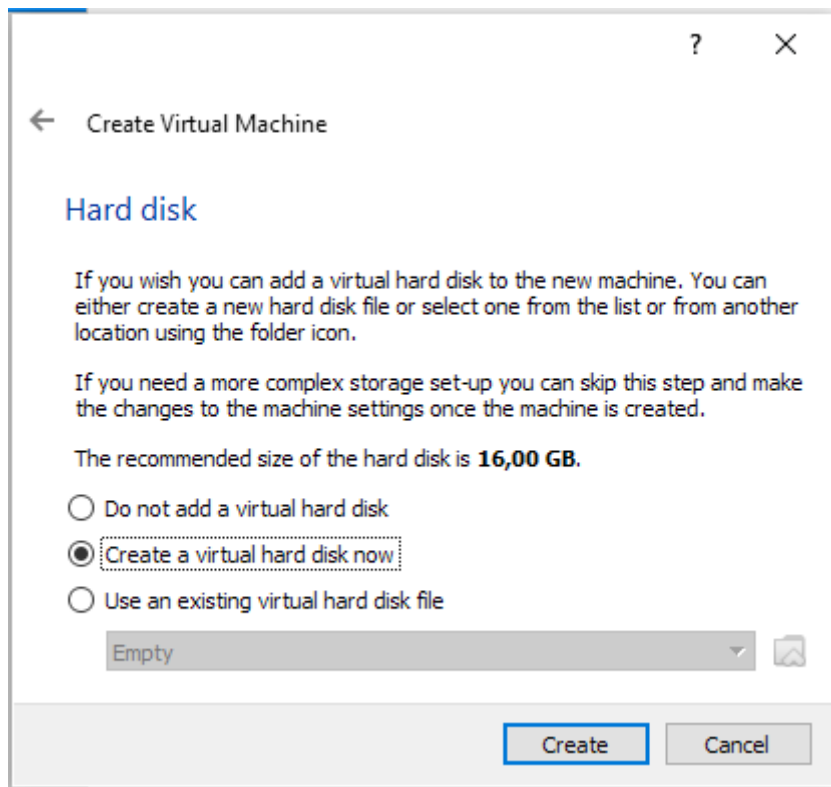 ?
Create Virtual Machine
Hard disk
If you wish you can add a virtual hard disk to the new machine. You can
either create a new hard disk file or select one from the list or from another
location using the folder icon.
If you need a more complex storage set-up you can skip this step and make
the changes to the machine settings once the machine is created.
The recommended size of the hard disk is 16,00 GB.
Do not add a virtual hard disk
Create a virtual hard disk now
Use an existing virtual hard disk file
Empty
Create Cancel